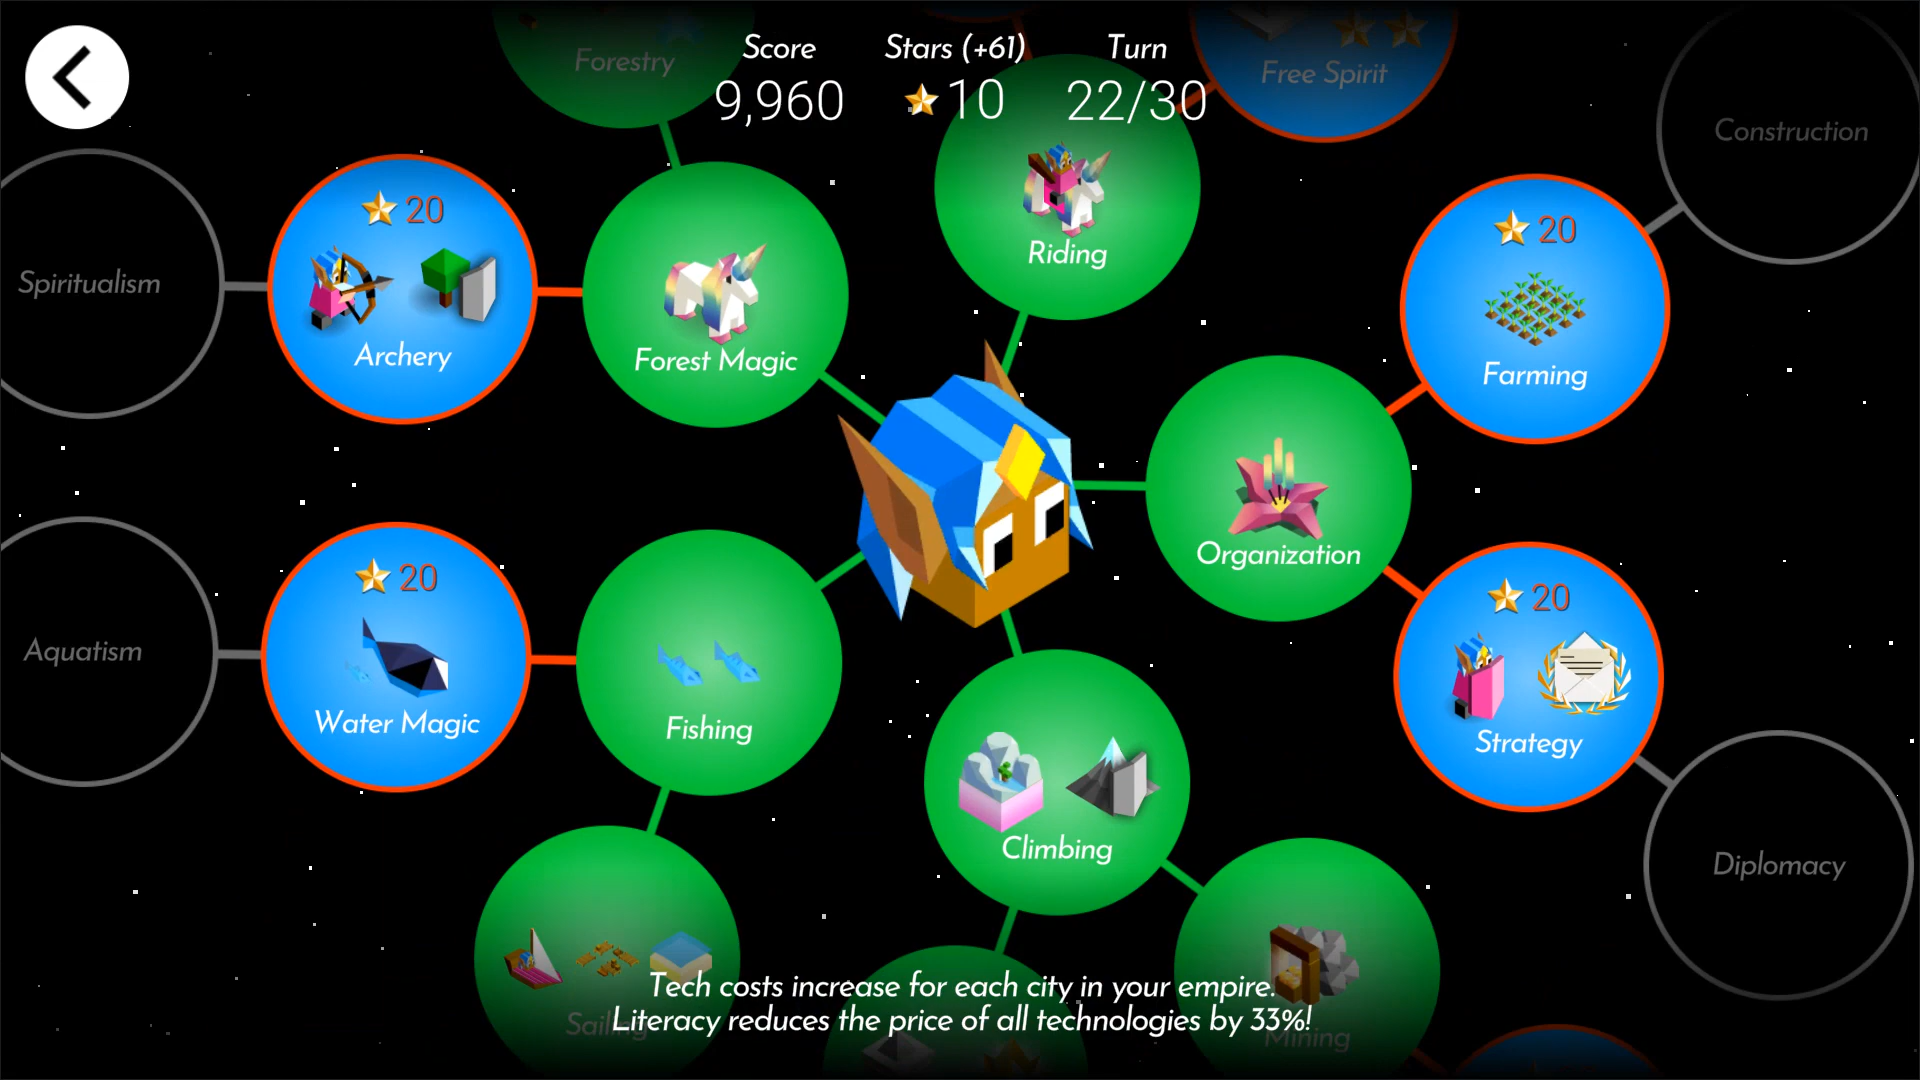 Score
Stars (+61)
Turn
9,960
10
22/30
Forestry
Free Spirit
Construction
Riding
20
Archery
Spiritualism
Forest Magic
20
Farming
Organization
20
Water Magic
Aquatism
Fishing
20
Strategy
Climbing
Diplomacy
Sailing
Mining
Tech costs increase for each city in your empire.
Literacy reduces the price of all technologies by 33%!